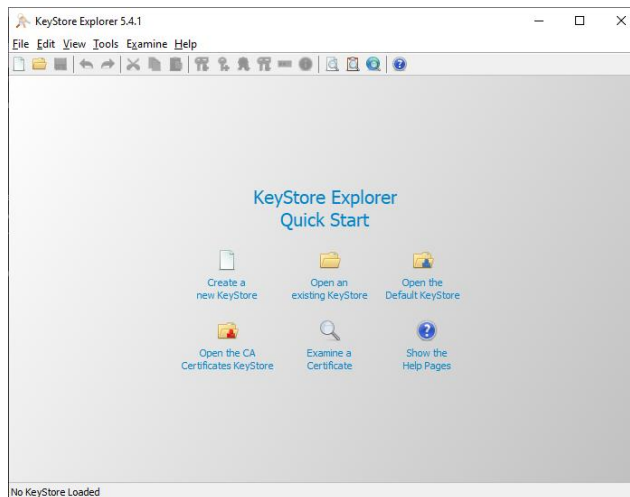 KeyStore Explorer 5.4.1
File Edit View Tools Examine Help
KeyStore Explorer
Quick Start
Create a
new KeyStore
Open an
existing KeyStore
Open the
Default KeyStore
Open the CA
Certificates KeyStore
Examine a
Certificate
Show the
Help Pages
No KeyStore Loaded